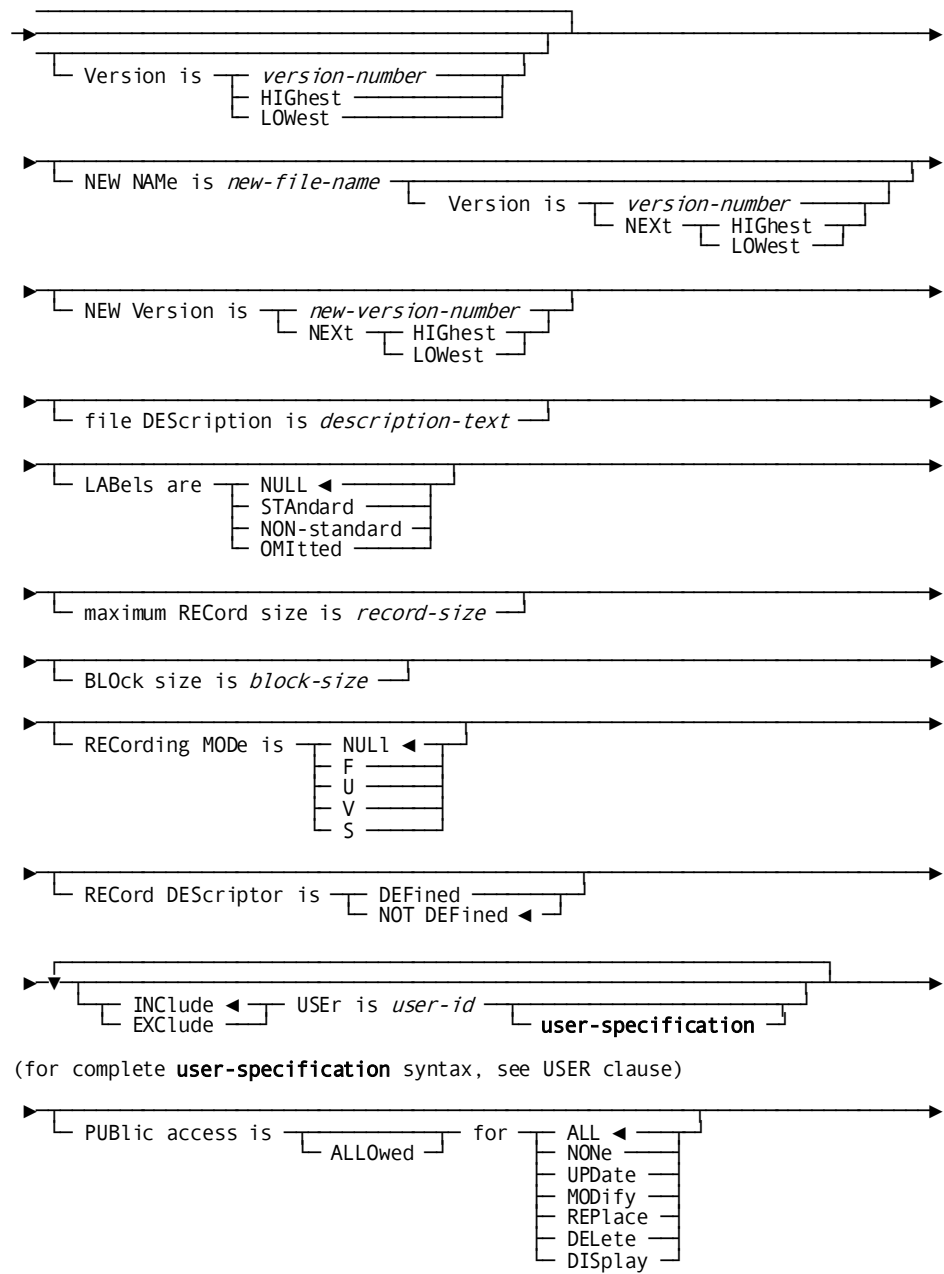 Version is version-number
HIGhest
LOWest
NEW NAMe is new-file-name
Version is version-number
NEXt HIGhest
LOWest
NEW Version is new-version-number
NEXt HIGhest
LOWest
file DEScription is description-text
LABels are NULL ◄
STAndard
NON-standard
OMItted
maximum RECord size is record-size
BLOck size is block-size
RECording MODe is NULl ◄
F
U
V
S
RECord DEScriptor is DEFined
NOT DEFined ◄
INClude ◄ USEr is user-id
EXClude user-specification
(for complete user-specification syntax, see USER clause)
PUBlic access is for ALL ◄
ALLOwed NONe
UPDate
MODify
REPlace
DELete
DISplay